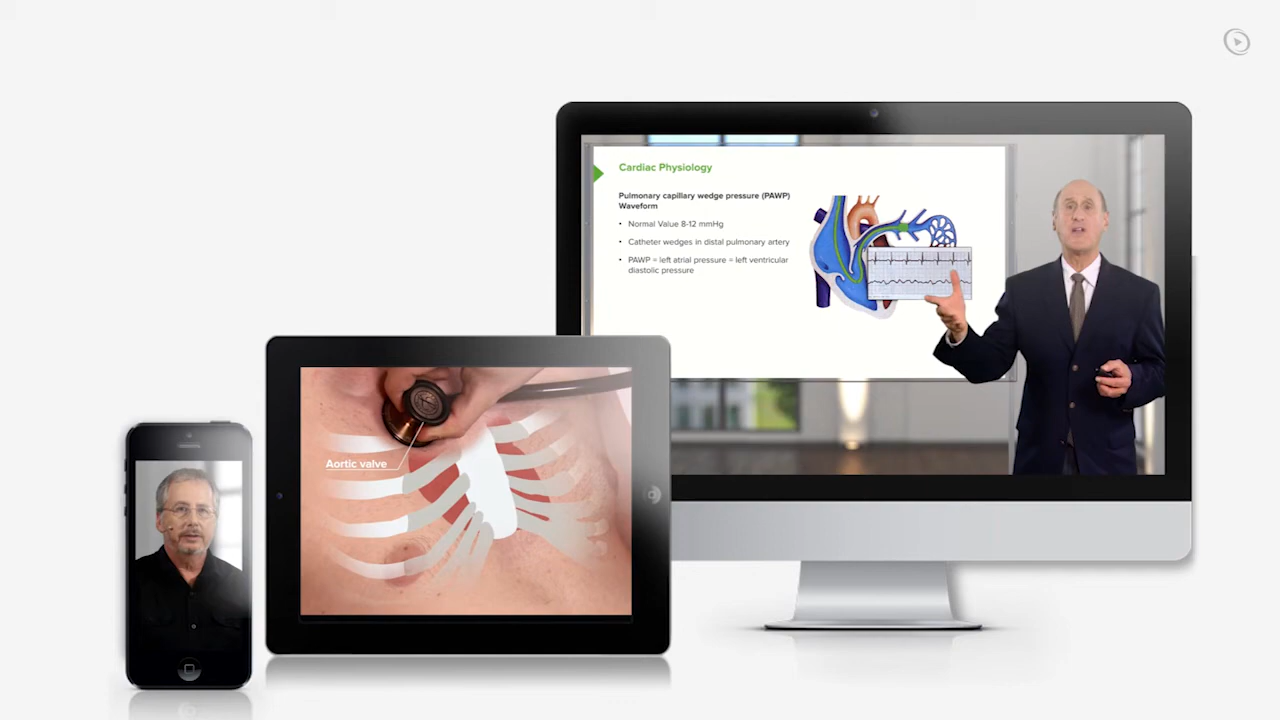 Cardiac Physiology
Pulmonary capillary wedge pressure (PAWP)
Waveform
• Normal Value 8-12 mmHg
• Catheter wedges in distal pulmonary artery
• PAWP = left atrial pressure = left ventricular
diastolic pressure
Aortic valve